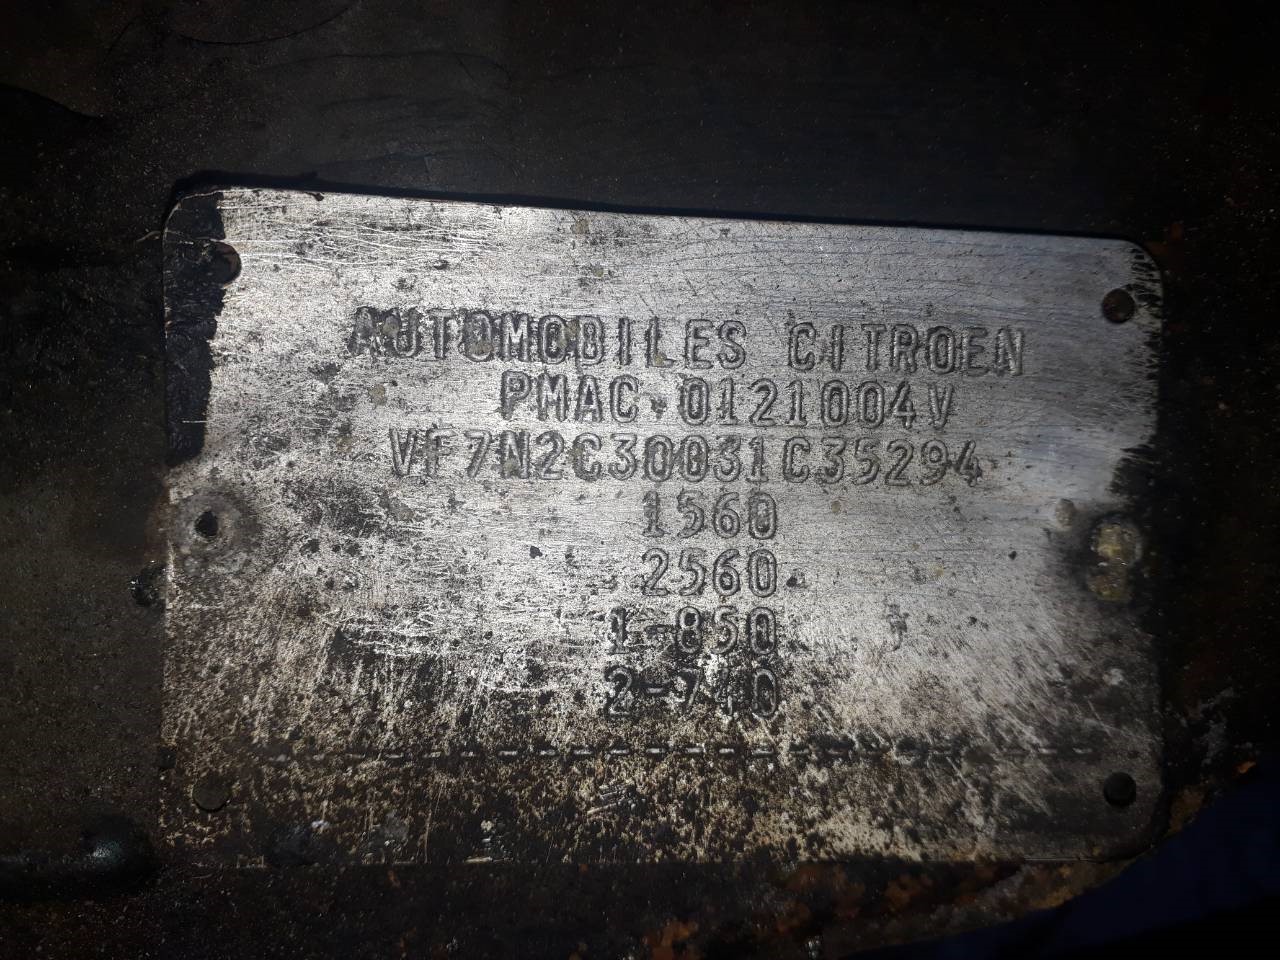 AUTOMOBILES CITROEN
PMAC 0121004V
VF7N2C30031C35294
1560
2560
1-850
2-740